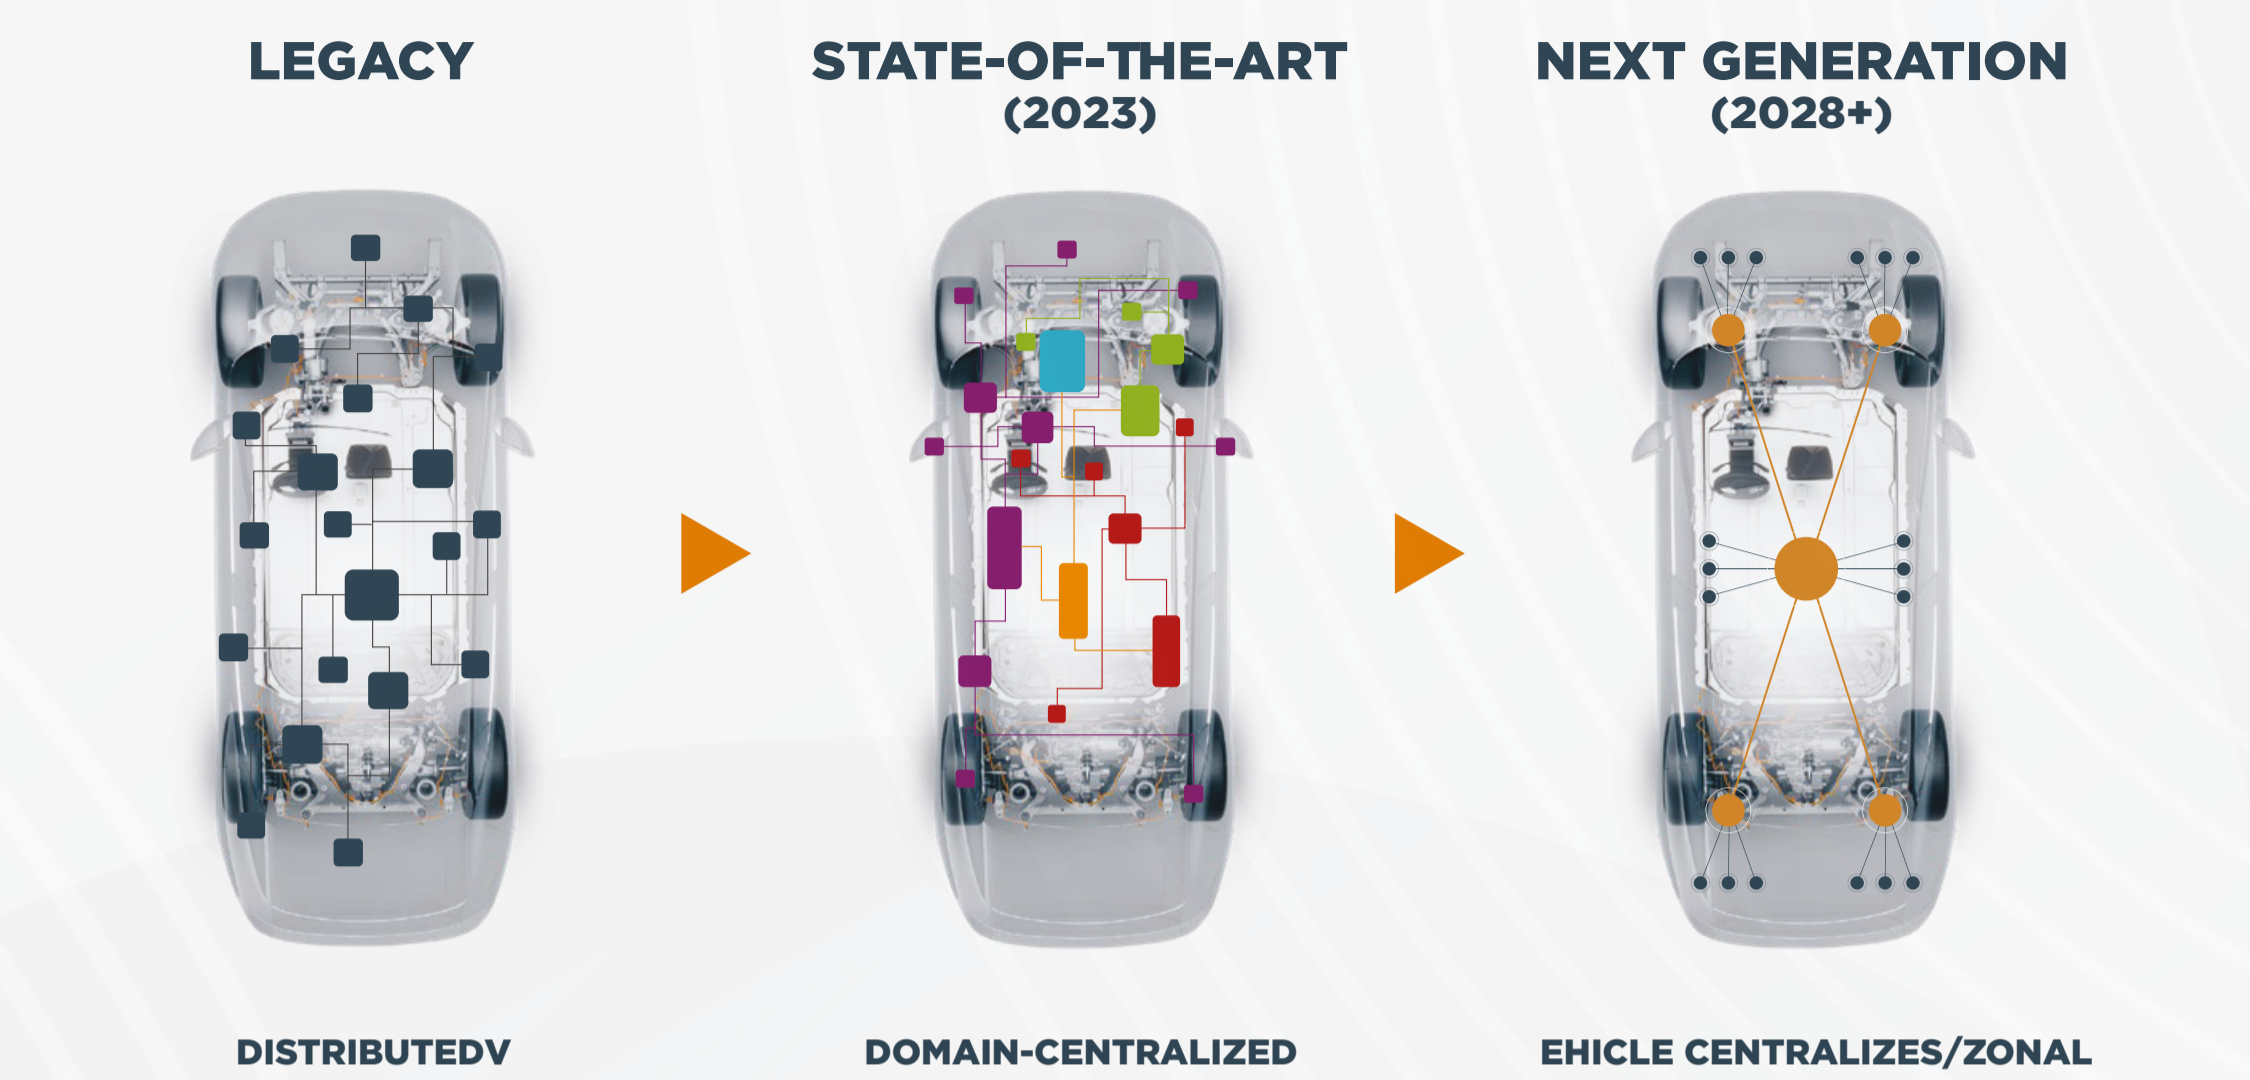 LEGACY
STATE-OF-THE-ART
(2023)
NEXT GENERATION
(2028+)
DISTRIBUTEDV
DOMAIN-CENTRALIZED
EHICLE CENTRALIZES/ZONAL